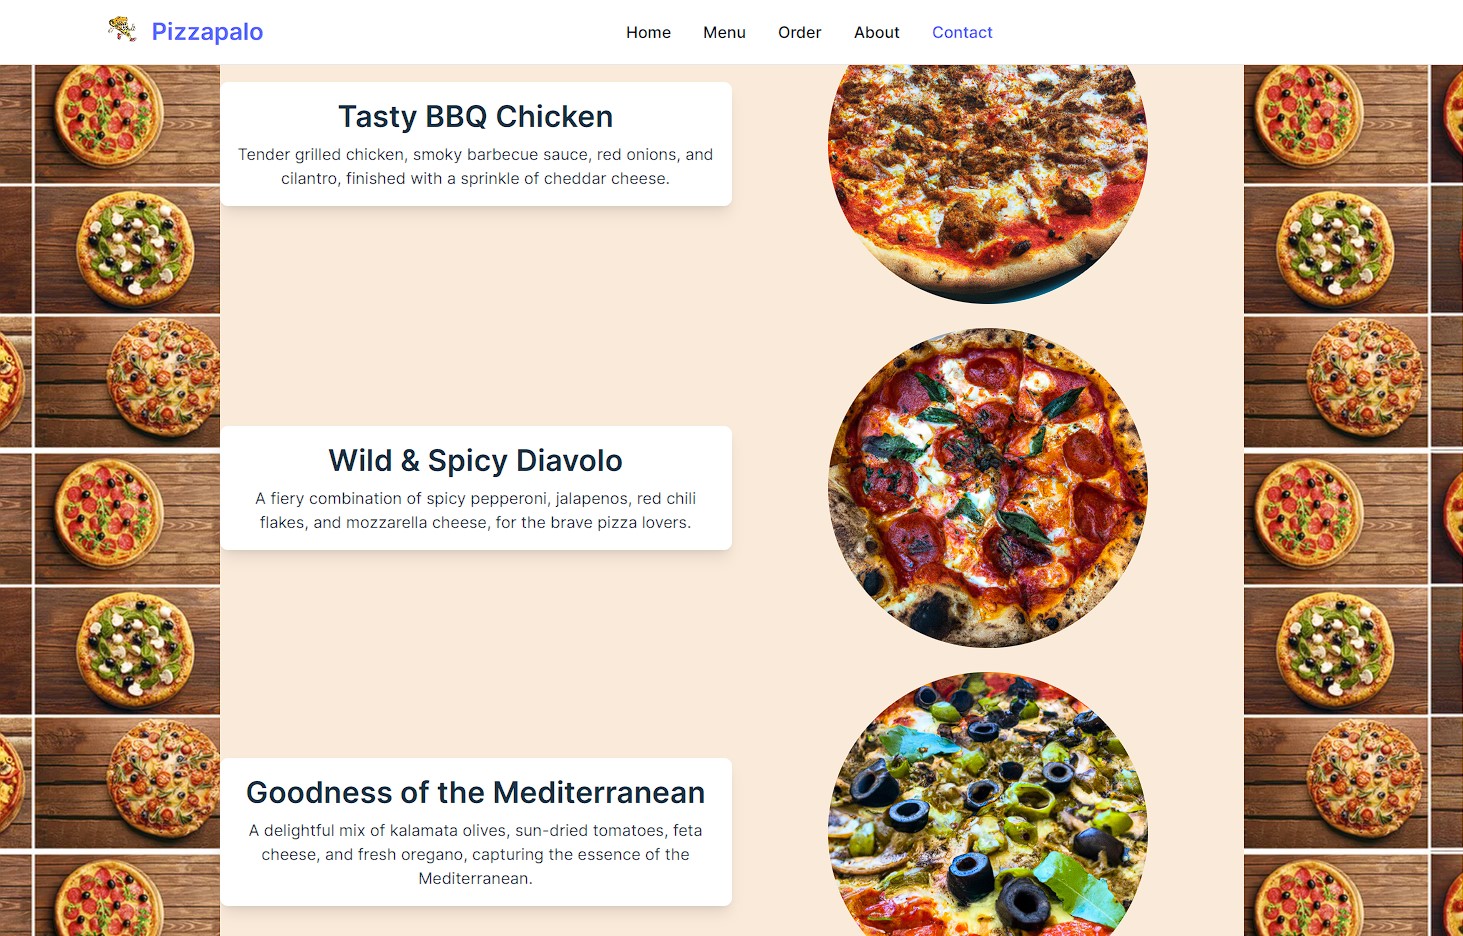 Pizzapalo
Home Menu Order About Contact
Tasty BBQ Chicken
Tender grilled chicken, smoky barbecue sauce, red onions, and
cilantro, finished with a sprinkle of cheddar cheese.
Wild & Spicy Diavolo
A fiery combination of spicy pepperoni, jalapenos, red chili
flakes, and mozzarella cheese, for the brave pizza lovers.
Goodness of the Mediterranean
A delightful mix of kalamata olives, sun-dried tomatoes, feta
cheese, and fresh oregano, capturing the essence of the
Mediterranean.